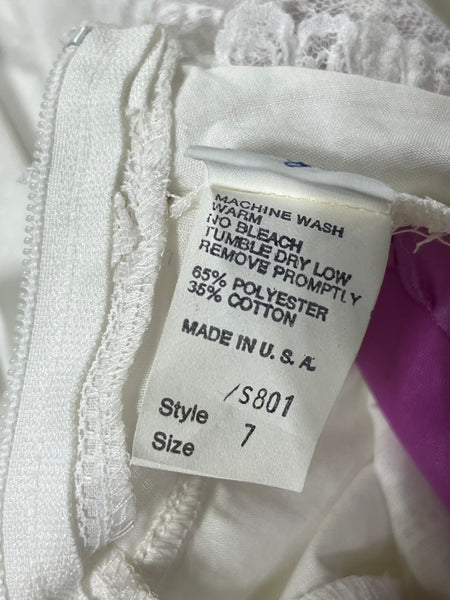 MACHINE WASH
WARM
NO BLEACH
TUMBLE DRY LOW
REMOVE PROMPTLY
65% POLYESTER
35% COTTON
MADE IN U.S.A.
Style /S801
Size 7